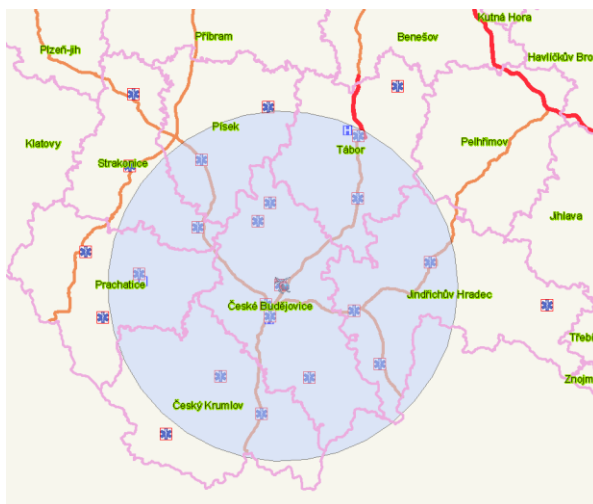 Kutná Hora
Příbram
Benešov
Plzeň-jih
Havlíčkův Bro
Písek
Klatovy
Pelhřimov
Tábor
Strakonice
Jihlava
Prachatice
Jindřichův Hradec
České Budějovice
Třebí
Znojm
Český Krumlov